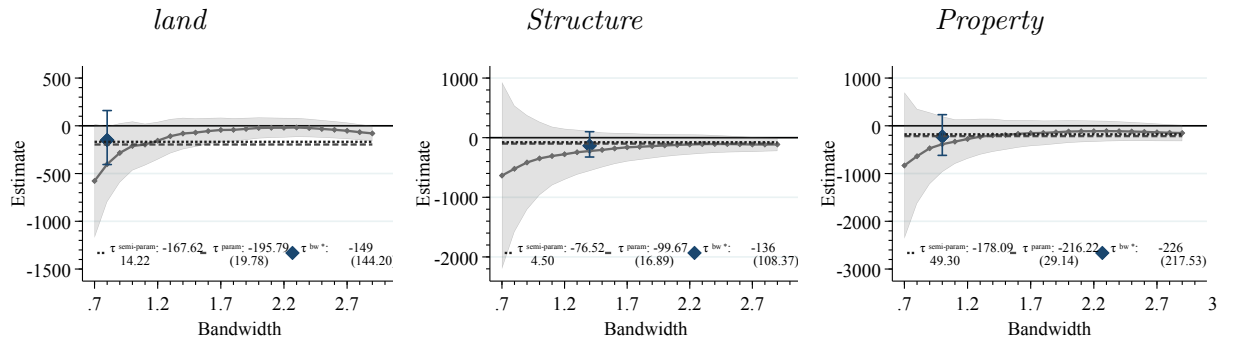 land Structure Property
500
0
-500
-1000
-1500
Estimate
τ semi-param: -167.62 τ param: -195.79 τ bw *: -149
14.22 (19.78) (144.20
.7 1.2 1.7 2.2 2.7
Bandwidth
1000
0
-1000
-2000
Estimate
τ semi-param: -76.52 τ param: -99.67 τ bw *: -136
4.50 (16.89) (108.37)
.7 1.2 1.7 2.2 2.7
Bandwidth
1000
0
-1000
-2000
-3000
Estimate
τ semi-param: -178.09 τ param: -216.22 τ bw *: -226
49.30 (29.14) (217.53)
.7 1.2 1.7 2.2 2.7 3
Bandwidth